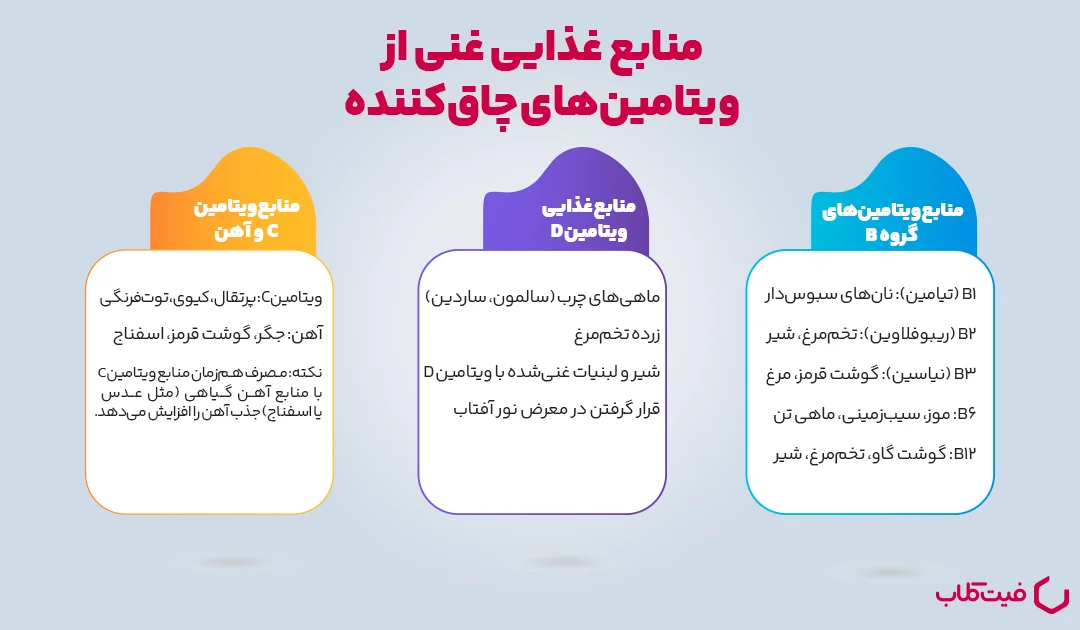 منابع غذایی غنی از
ویتامین‌های چاق‌کننده
منابع ویتامین‌های
گروه B
B۱ (تیامین): نان‌های سبوس‌دار
B۲ (ریبوفلاوین): تخم‌مرغ، شیر
B۳ (نیاسین): گوشت قرمز، مرغ
B۶: موز، سیب‌زمینی، ماهی تن
B۱۲: گوشت گاو، تخم‌مرغ، شیر
منابع غذایی
ویتامین D
ماهی‌های چرب (سالمون، ساردین)
زرده تخم‌مرغ
شیر و لبنیات غنی‌شده با ویتامین D
قرار گرفتن در معرض نور آفتاب
منابع ویتامین
C و آهن
ویتامین C: پرتقال، کیوی، توت‌فرنگی
آهن: جگر، گوشت قرمز، اسفناج
نکته: مصرف هم‌زمان منابع ویتامین C
با منابع آهن گیاهی (مثل عدس
یا اسفناج) جذب آهن را افزایش می‌دهد.
فیت‌کلاب